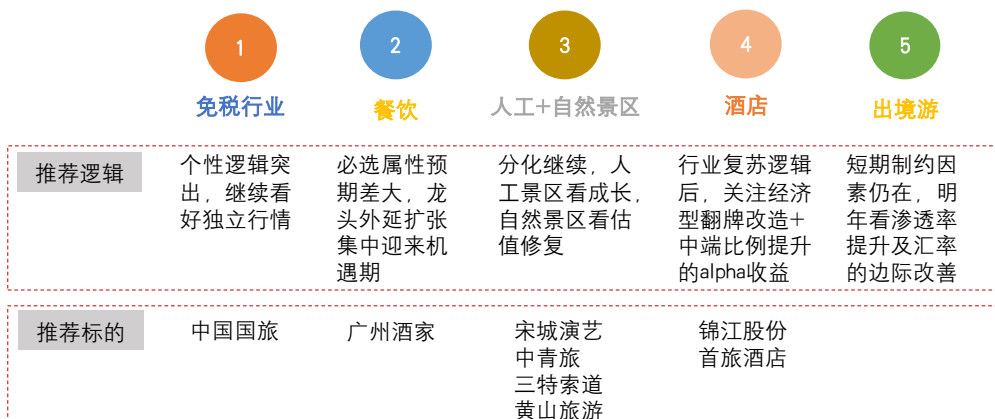 1
2
3
4
5
免税行业
餐饮
人工+自然景区
酒店
出境游
推荐逻辑
个性逻辑突
出，继续看
好独立行情
必选属性预
期差大，龙
头外延扩张
集中迎来机
遇期
分化继续，人
工景区看成长，
自然景区看估
值修复
行业复苏逻辑
后，关注经济
型翻牌改造+
中端比例提升
的alpha收益
短期制约因
素仍在，明
年看渗透率
提升及汇率
的边际改善
推荐标的
中国国旅
广州酒家
宋城演艺
中青旅
三特索道
黄山旅游
锦江股份
首旅酒店